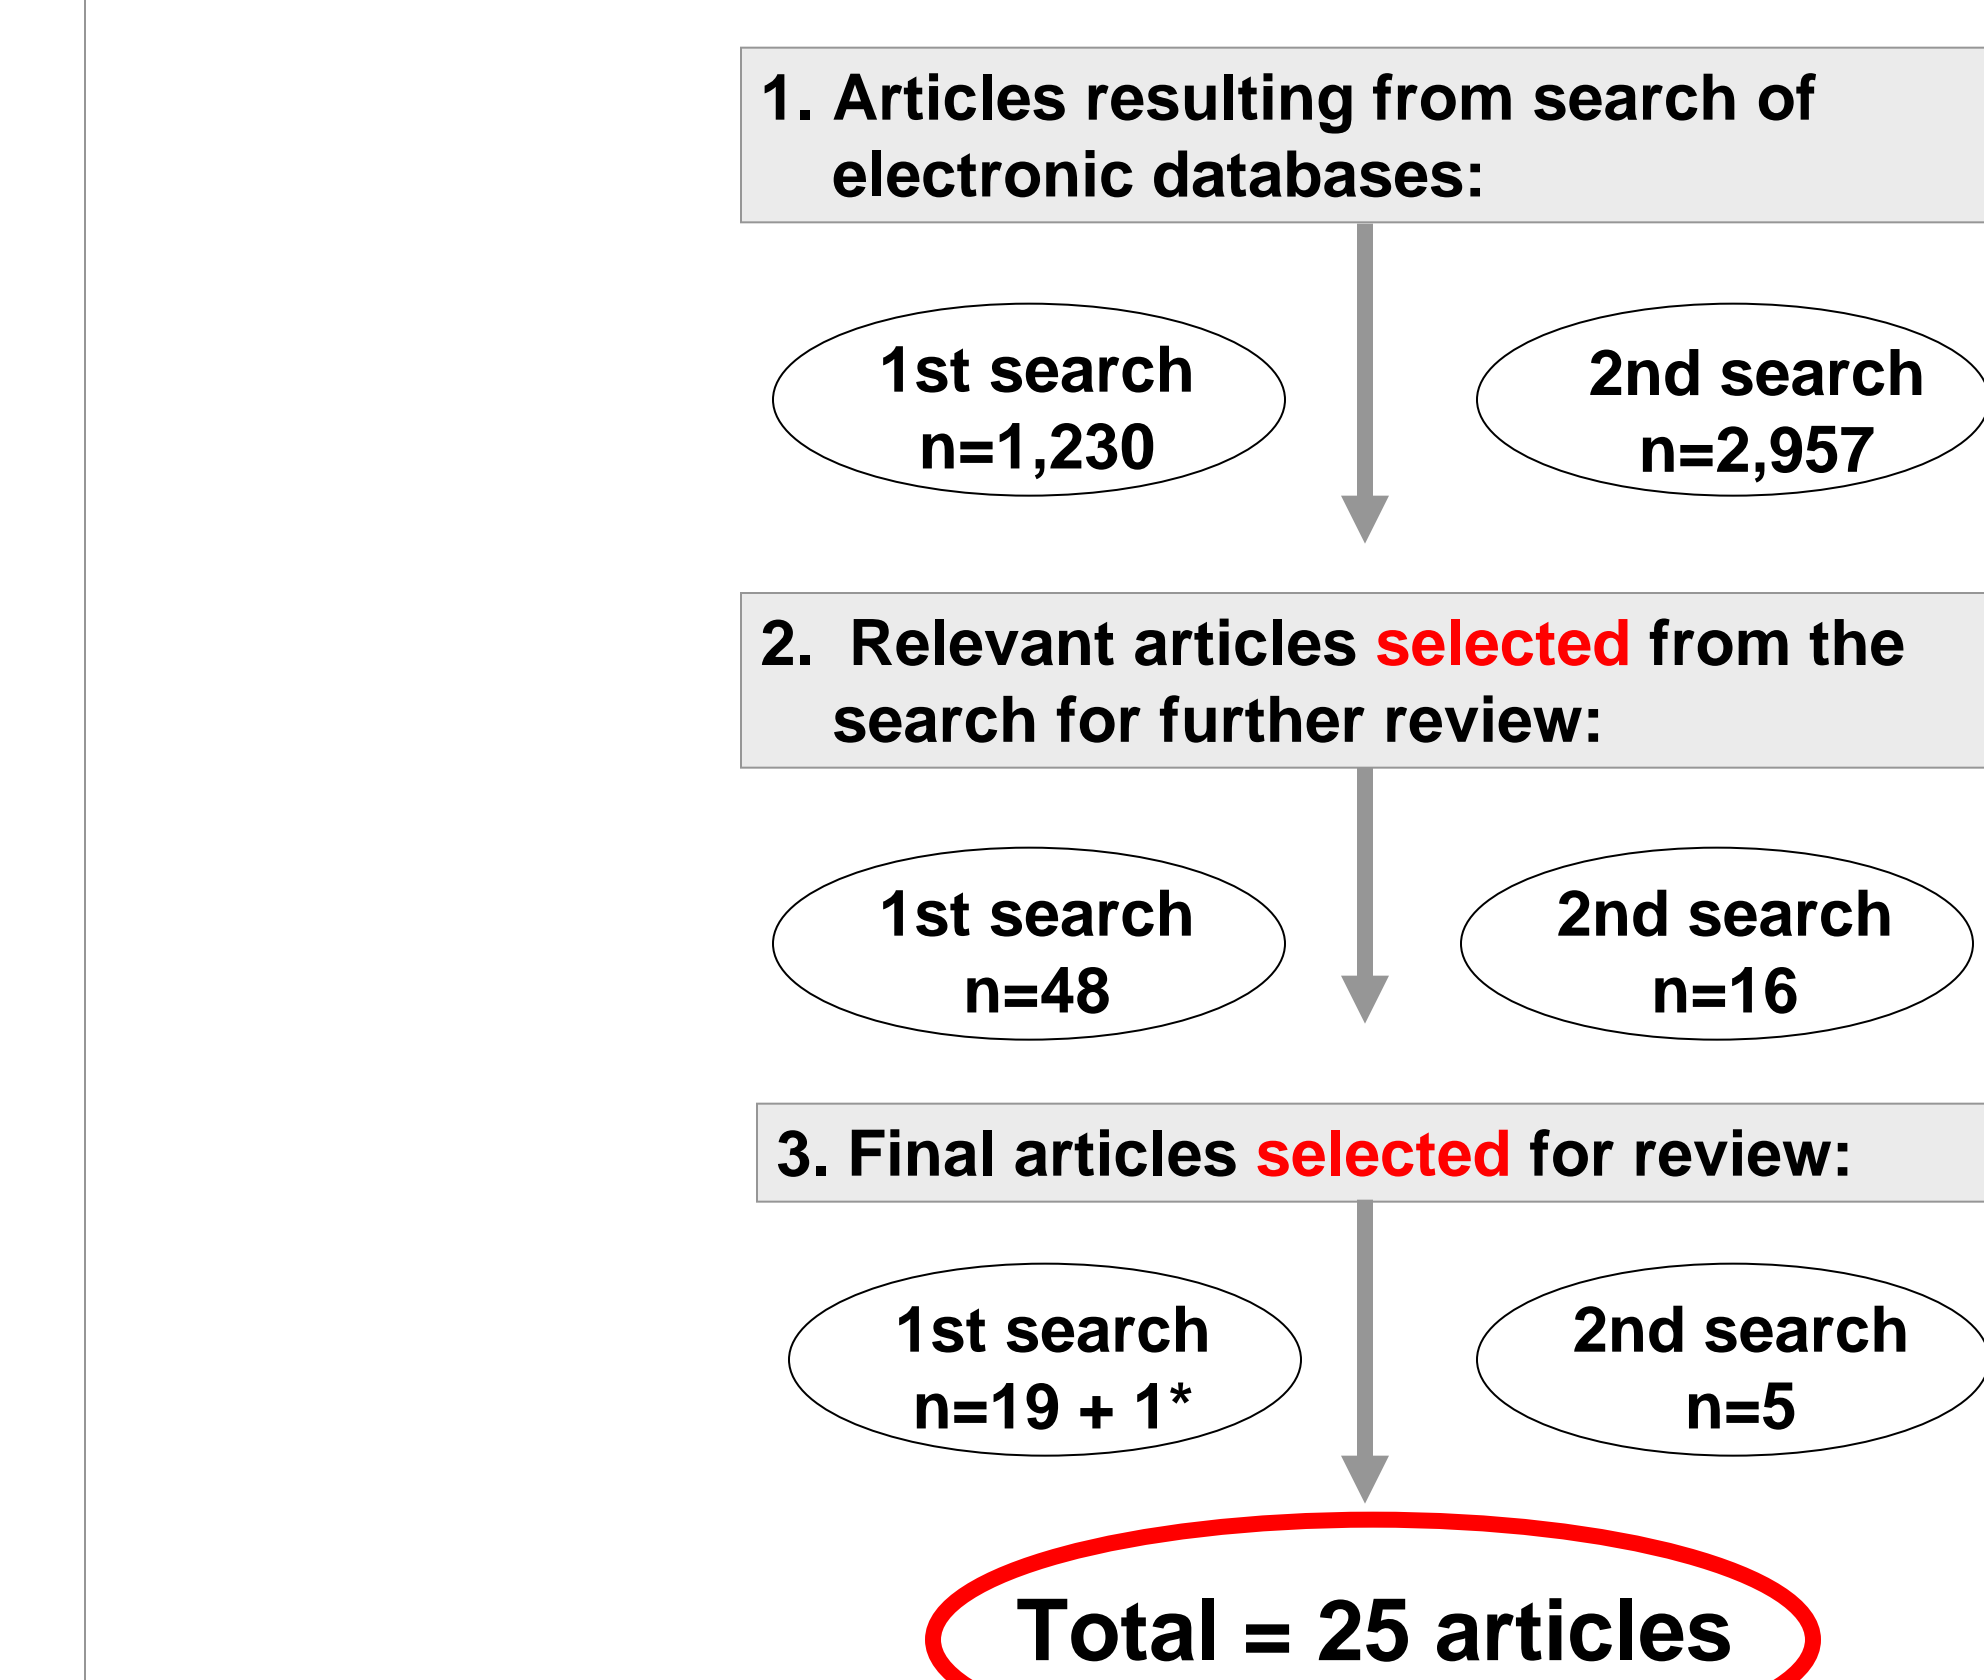 1. Articles resulting from search of
electronic databases:
1st search
n=1,230
2nd search
n=2,957
2. Relevant articles selected from the
search for further review:
1st search
n=48
2nd search
n=16
3. Final articles selected for review:
1st search
n=19 + 1*
2nd search
n=5
Total = 25 articles